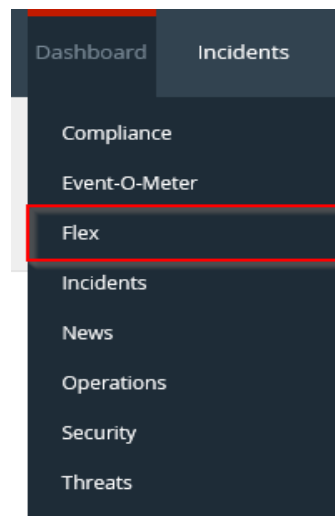 Dashboard Incidents
Compliance
Event-O-Meter
Flex
Incidents
News
Operations
Security
Threats